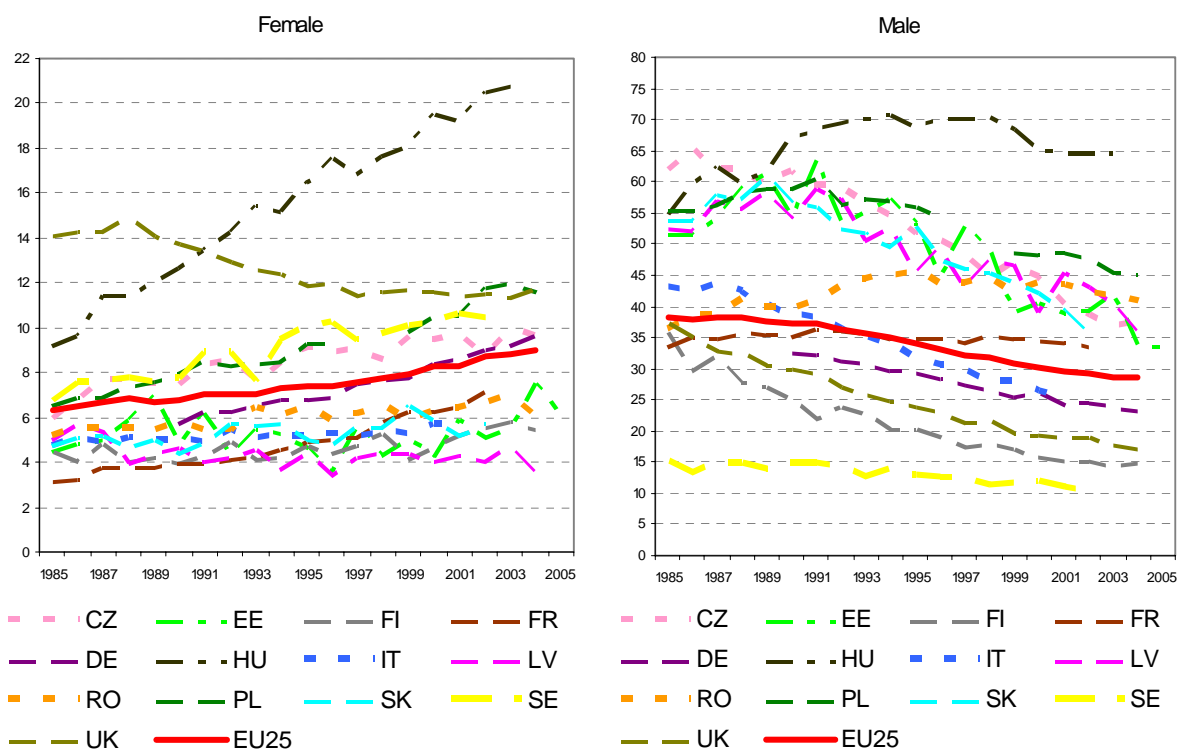 Female
22
20
18
16
14
12
10
8
6
4
2
0
1985 1987 1989 1991 1993 1995 1997 1999 2001 2003 2005
CZ EE FI FR
DE HU IT LV
RO PL SK SE
UK EU25
Male
80
75
70
65
60
55
50
45
40
35
30
25
20
15
10
5
0
1985 1987 1989 1991 1993 1995 1997 1999 2001 2003 2005
CZ EE FI FR
DE HU IT LV
RO PL SK SE
UK EU25